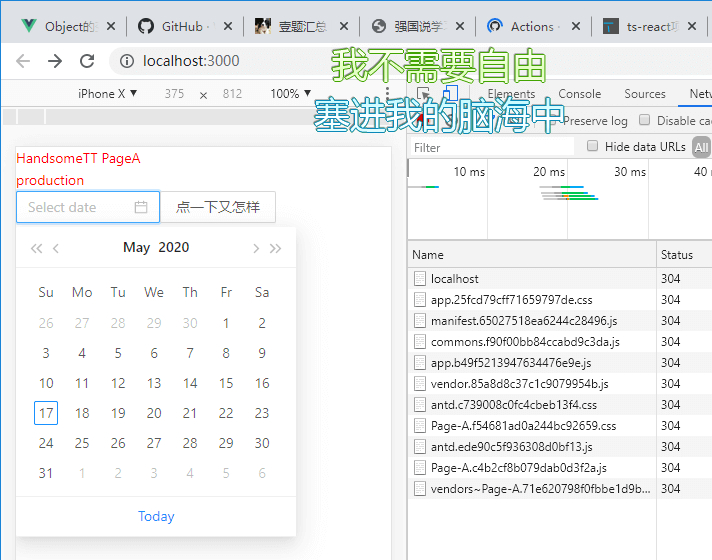 Object的
GitHub ·
壹题汇总
强国说学习
Actions ·
ts-react项
localhost:3000
我不需要自由
iPhone X ▼ 375 × 812 100% ▼
Elements Console Sources Netw
塞进我的脑海中
Preserve log Disable cac
Filter Hide data URLs All
10 ms 20 ms 30 ms 40 m
HandsomeTT PageA
production
Select date 点一下又怎样
May 2020
Su Mo Tu We Th Fr Sa
26 27 28 29 30 1 2
3 4 5 6 7 8 9
10 11 12 13 14 15 16
17 18 19 20 21 22 23
24 25 26 27 28 29 30
31 1 2 3 4 5 6
Today
Name Status
localhost 304
app.25fcd79cff71659797de.css 304
manifest.65027518ea6244c28496.js 304
commons.f90f00bb84ccabd9c3da.js 304
app.b49f5213947634476e9e.js 304
vendor.85a8d8c37c1c9079954b.js 304
antd.c739008c0fc4cbeb13f4.css 304
Page-A.f54681ad0a244bc92659.css 304
antd.ede90c5f936308d0bf13.js 304
Page-A.c4b2cf8b079dab0d3f2a.js 304
vendors~Page-A.71e620798f0fbbe1d9b... 304